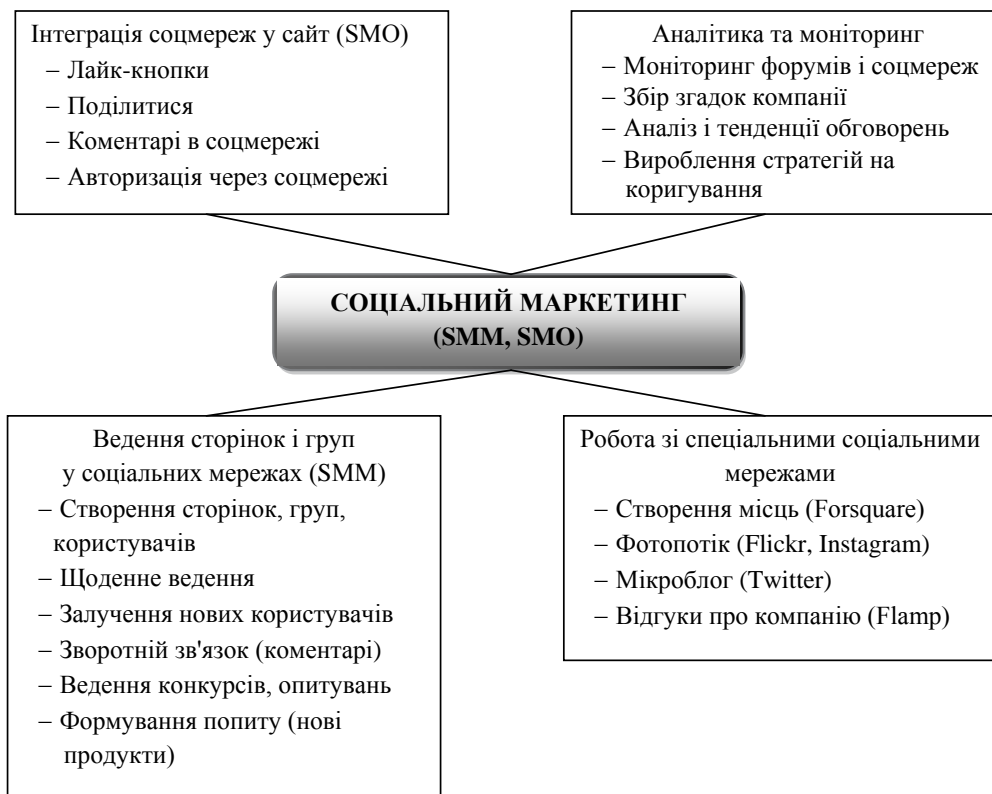 Інтеграція соцмереж у сайт (SMO)
– Лайк-кнопки
– Поділитися
– Коментарі в соцмережі
– Авторизація через соцмережі
Аналітика та моніторинг
– Моніторинг форумів і соцмереж
– Збір згадок компанії
– Аналіз і тенденції обговорень
– Вироблення стратегій на
коригування
СОЦІАЛЬНИЙ МАРКЕТИНГ
(SMM, SMO)
Ведення сторінок і груп
у соціальних мережах (SMM)
– Створення сторінок, груп,
користувачів
– Щоденне ведення
– Залучення нових користувачів
– Зворотній зв'язок (коментарі)
– Ведення конкурсів, опитувань
– Формування попиту (нові
продукти)
Робота зі спеціальними соціальними
мережами
– Створення місць (Forsquare)
– Фотопотік (Flickr, Instagram)
– Мікроблог (Twitter)
– Відгуки про компанію (Flamp)